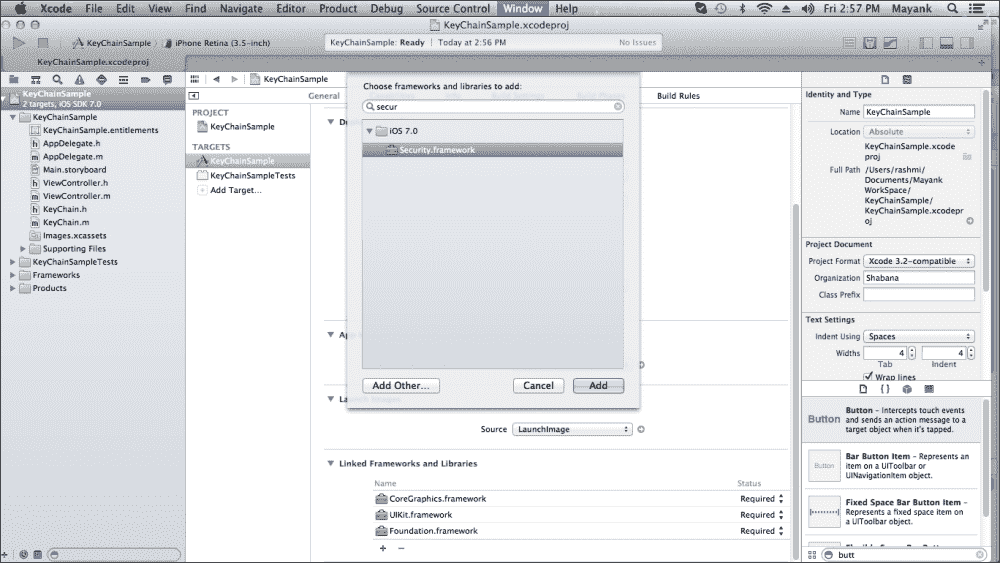 Xcode File Edit View Find Navigate Editor Product Debug Source Control Window Help
Fri 2:57 PM Mayank
KeyChainSample.xcodeproj
KeyChainSample
iPhone Retina (3.5-inch)
KeyChainSample: Ready
Today at 2:56 PM
No Issues
KeyChainSample.xcodeproj
KeyChainSample
2 targets, iOS SDK 7.0
KeyChainSample
KeyChainSample.entitlements
AppDelegate.h
AppDelegate.m
Main.storyboard
ViewController.h
ViewController.m
KeyChain.h
KeyChain.m
Images.xcassets
Supporting Files
KeyChainSampleTests
Frameworks
Products
KeyChainSample
General
Build Rules
PROJECT
KeyChainSample
TARGETS
KeyChainSample
KeyChainSampleTests
Add Target...
Choose frameworks and libraries to add:
secur
iOS 7.0
Security.framework
Add Other...
Cancel
Add
Source
LaunchImage
Linked Frameworks and Libraries
Name
Status
CoreGraphics.framework
Required
UIKit.framework
Required
Foundation.framework
Required
Identity and Type
Name
KeyChainSample
Location
Absolute
KeyChainSample.xcode
proj
Full Path
/Users/rashmi/
Documents/Mayank
WorkSpace/
KeyChainSample/
KeyChainSample.xcodepro
j
Project Document
Project Format
Xcode 3.2-compatible
Organization
Shabana
Class Prefix
Text Settings
Indent Using
Spaces
Widths
4
4
Tab
Indent
Wrap lines
Button
Button – Intercepts touch events
and sends an action message to a
target object when it's tapped.
Button
Bar Button Item – Represents an
item on a UIToolbar or
UINavigationItem object.
Fixed Space Bar Button Item –
Represents a fixed space item on
a UIToolbar object.
butt